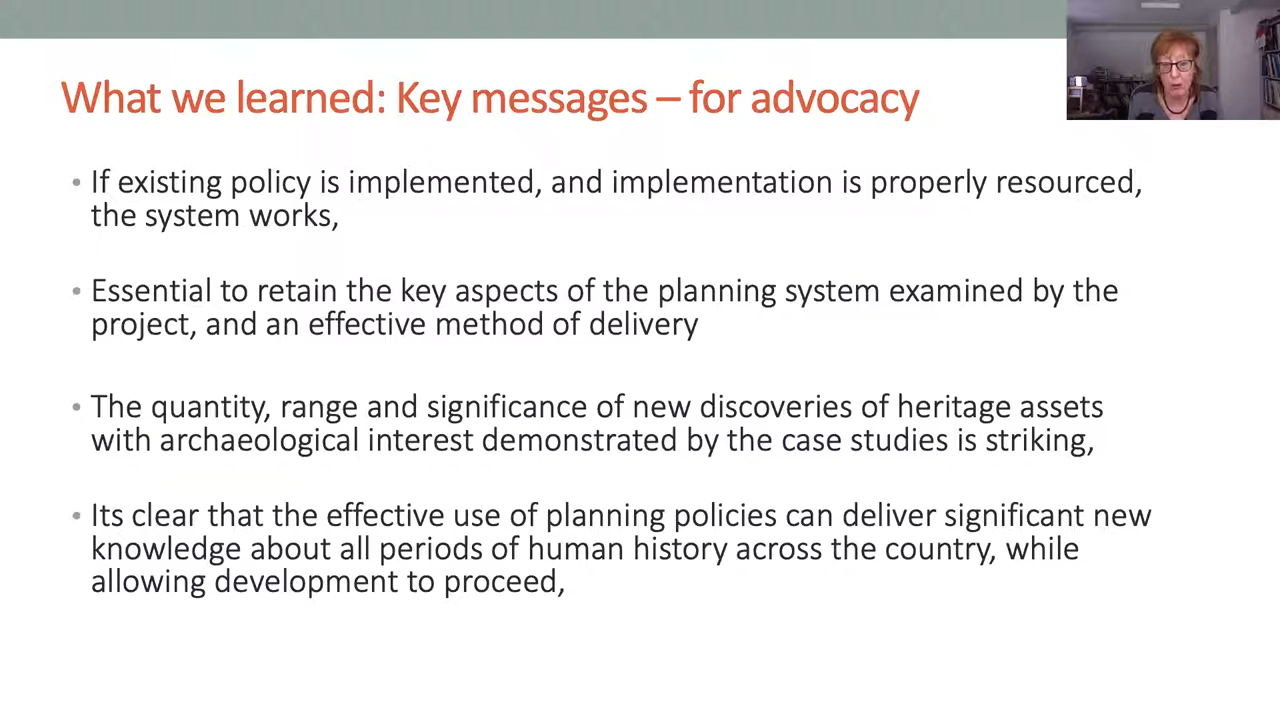 What we learned: Key messages – for advocacy
• If existing policy is implemented, and implementation is properly resourced,
the system works,
• Essential to retain the key aspects of the planning system examined by the
project, and an effective method of delivery
• The quantity, range and significance of new discoveries of heritage assets
with archaeological interest demonstrated by the case studies is striking,
• Its clear that the effective use of planning policies can deliver significant new
knowledge about all periods of human history across the country, while
allowing development to proceed,